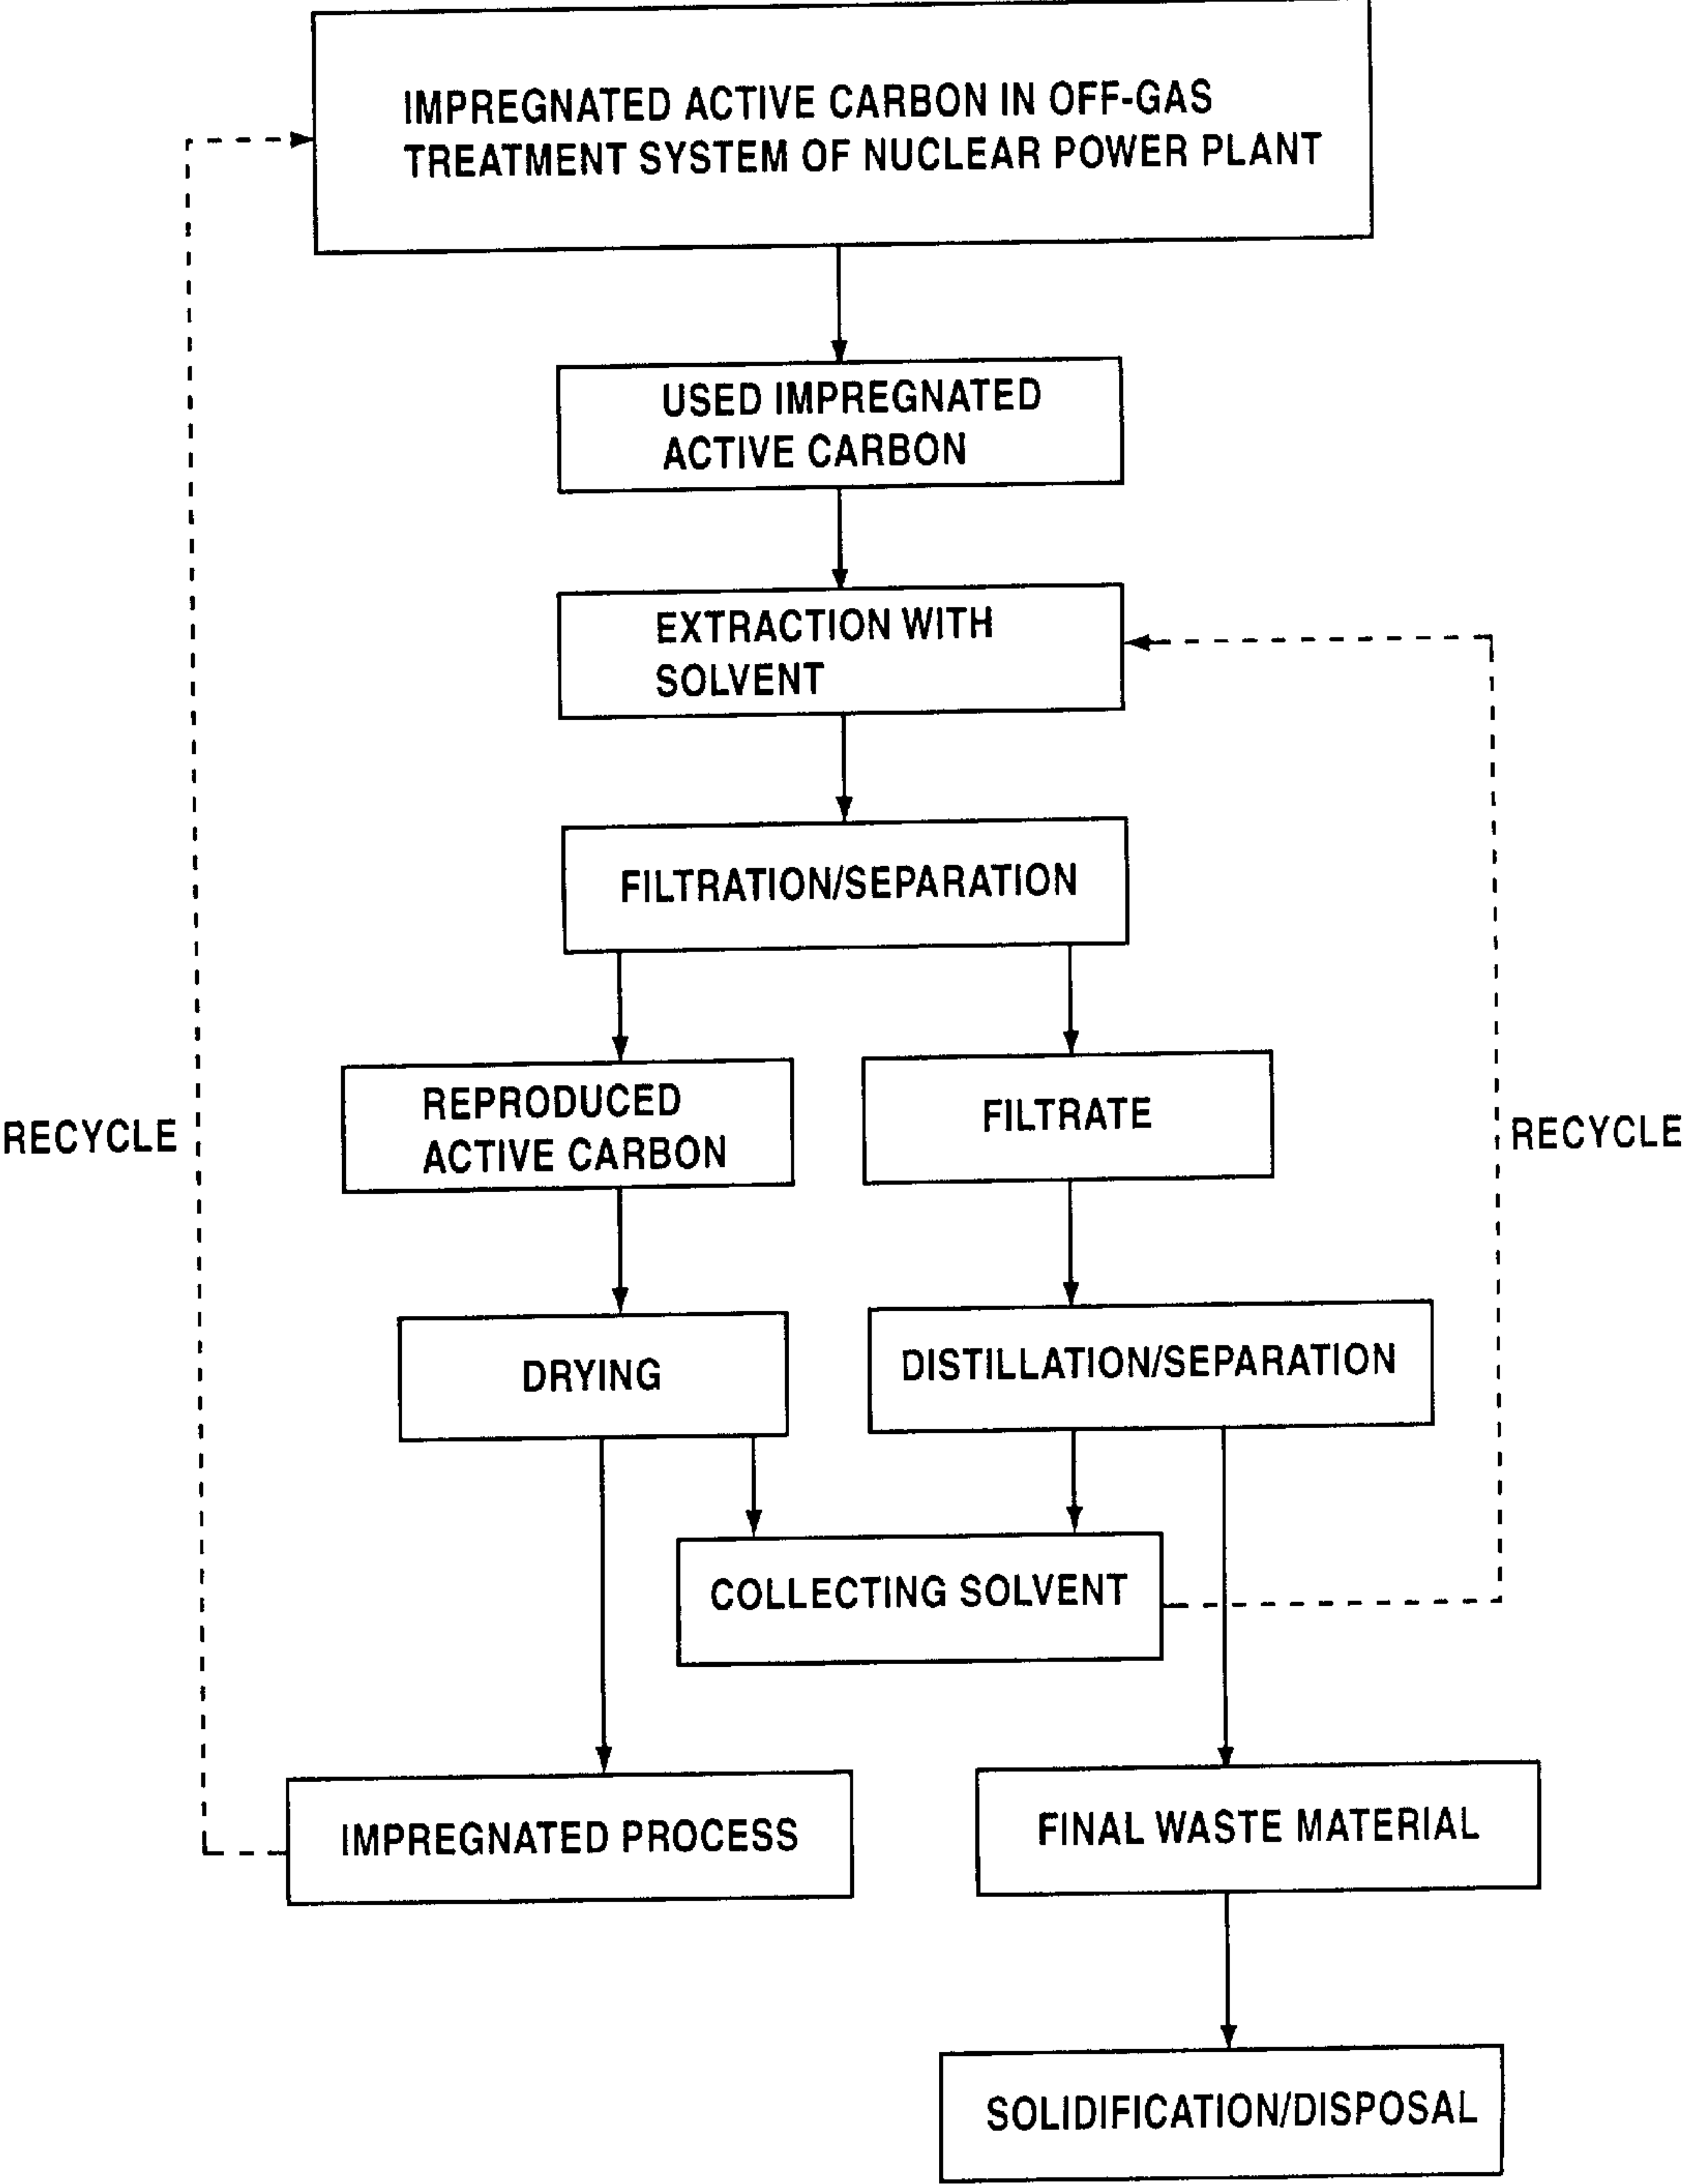 IMPREGNATED ACTIVE CARBON IN OFF-GAS
TREATMENT SYSTEM OF NUCLEAR POWER PLANT
USED IMPREGNATED
ACTIVE CARBON
EXTRACTION WITH
SOLVENT
FILTRATION/SEPARATION
REPRODUCED
ACTIVE CARBON
FILTRATE
RECYCLE
RECYCLE
DRYING
DISTILLATION/SEPARATION
COLLECTING SOLVENT
IMPREGNATED PROCESS
FINAL WASTE MATERIAL
SOLIDIFICATION/DISPOSAL